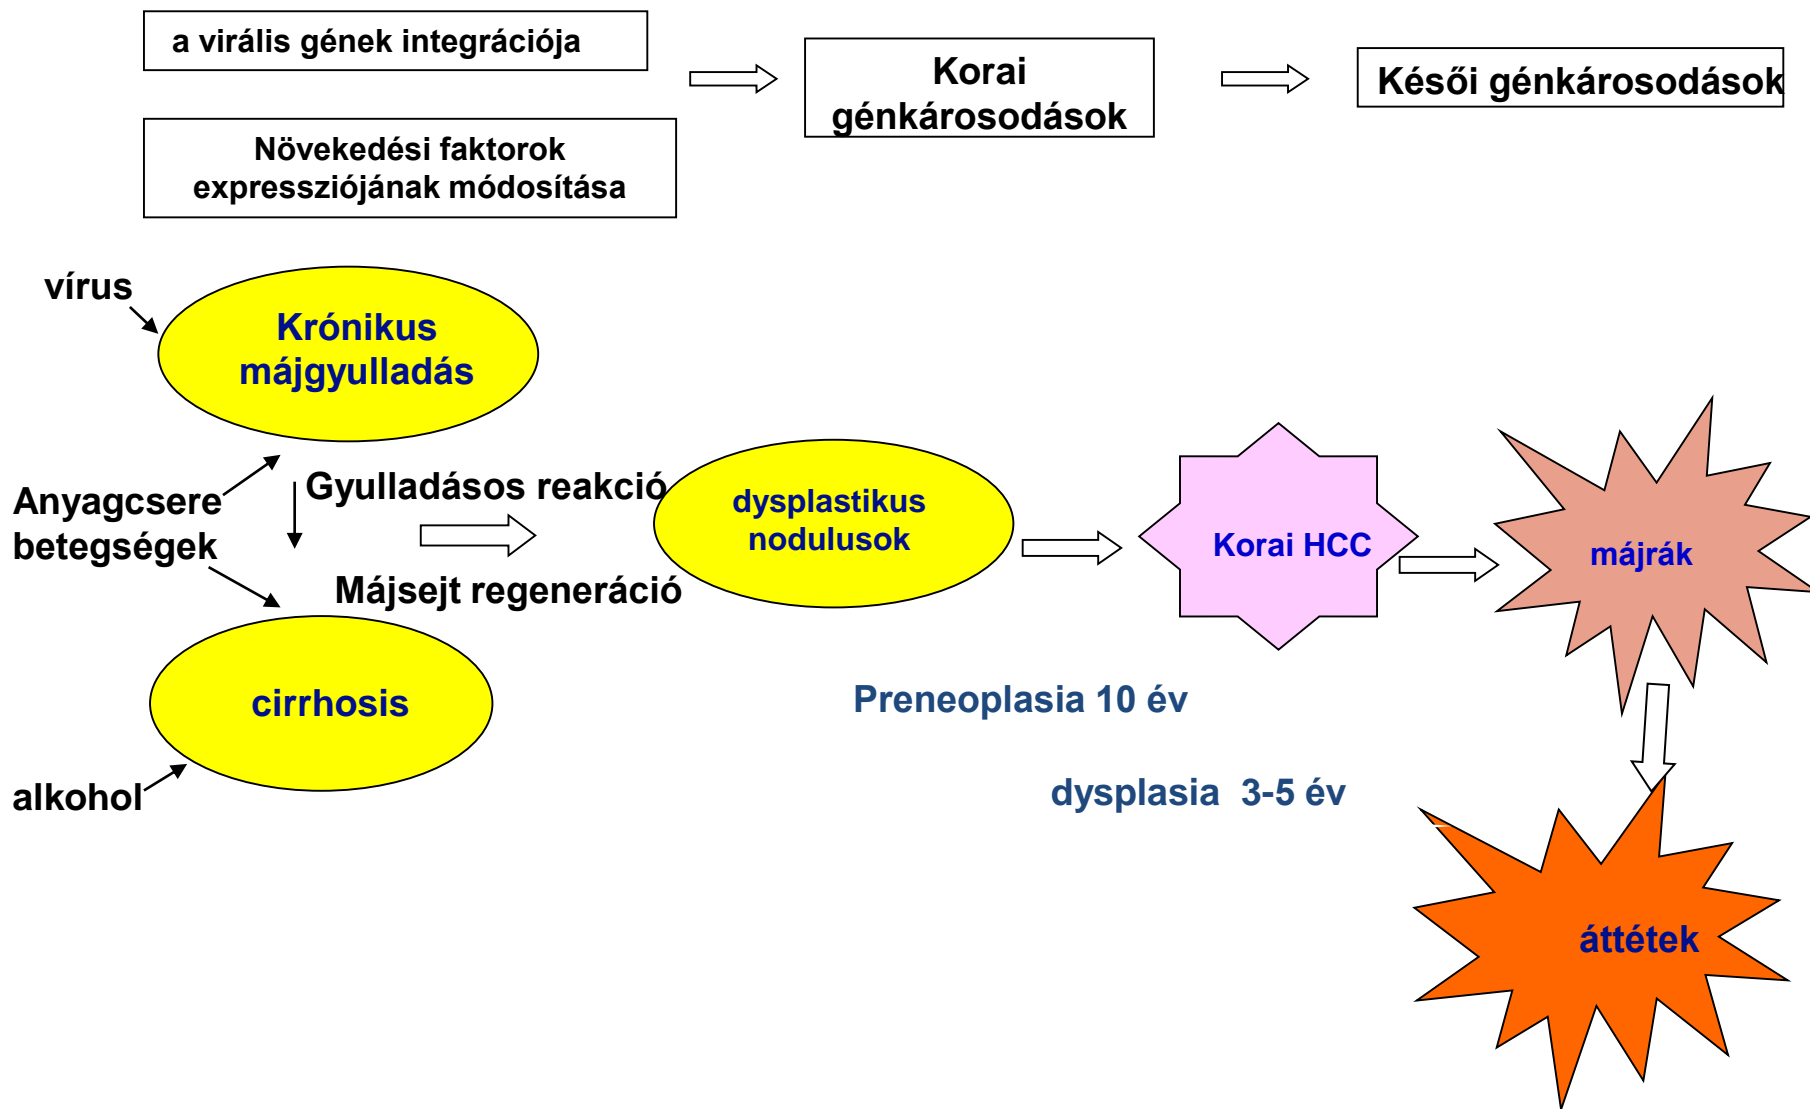 a virális gének integrációja
Korai
génkárosodások
Késői génkárosodások
Növekedési faktorok
expressziójának módosítása
vírus
Krónikus
májgyulladás
Anyagcsere
betegségek
Gyulladásos reakció
Májsejt regeneráció
dysplastikus
nodulusok
Korai HCC
májrák
cirrhosis
alkohol
Preneoplasia 10 év
dysplasia  3-5 év
áttétek